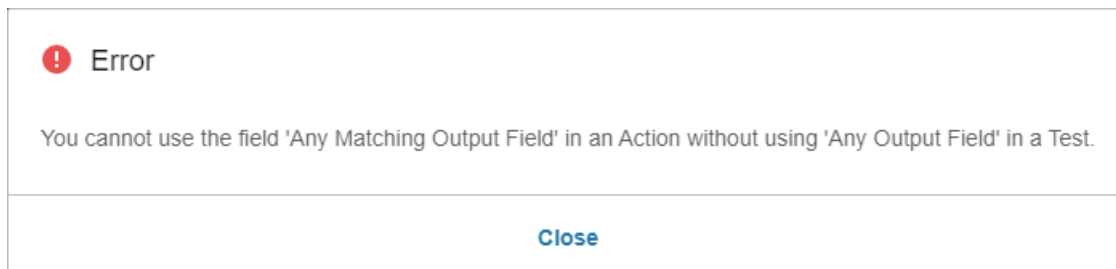 Error
You cannot use the field 'Any Matching Output Field' in an Action without using 'Any Output Field' in a Test.
Close